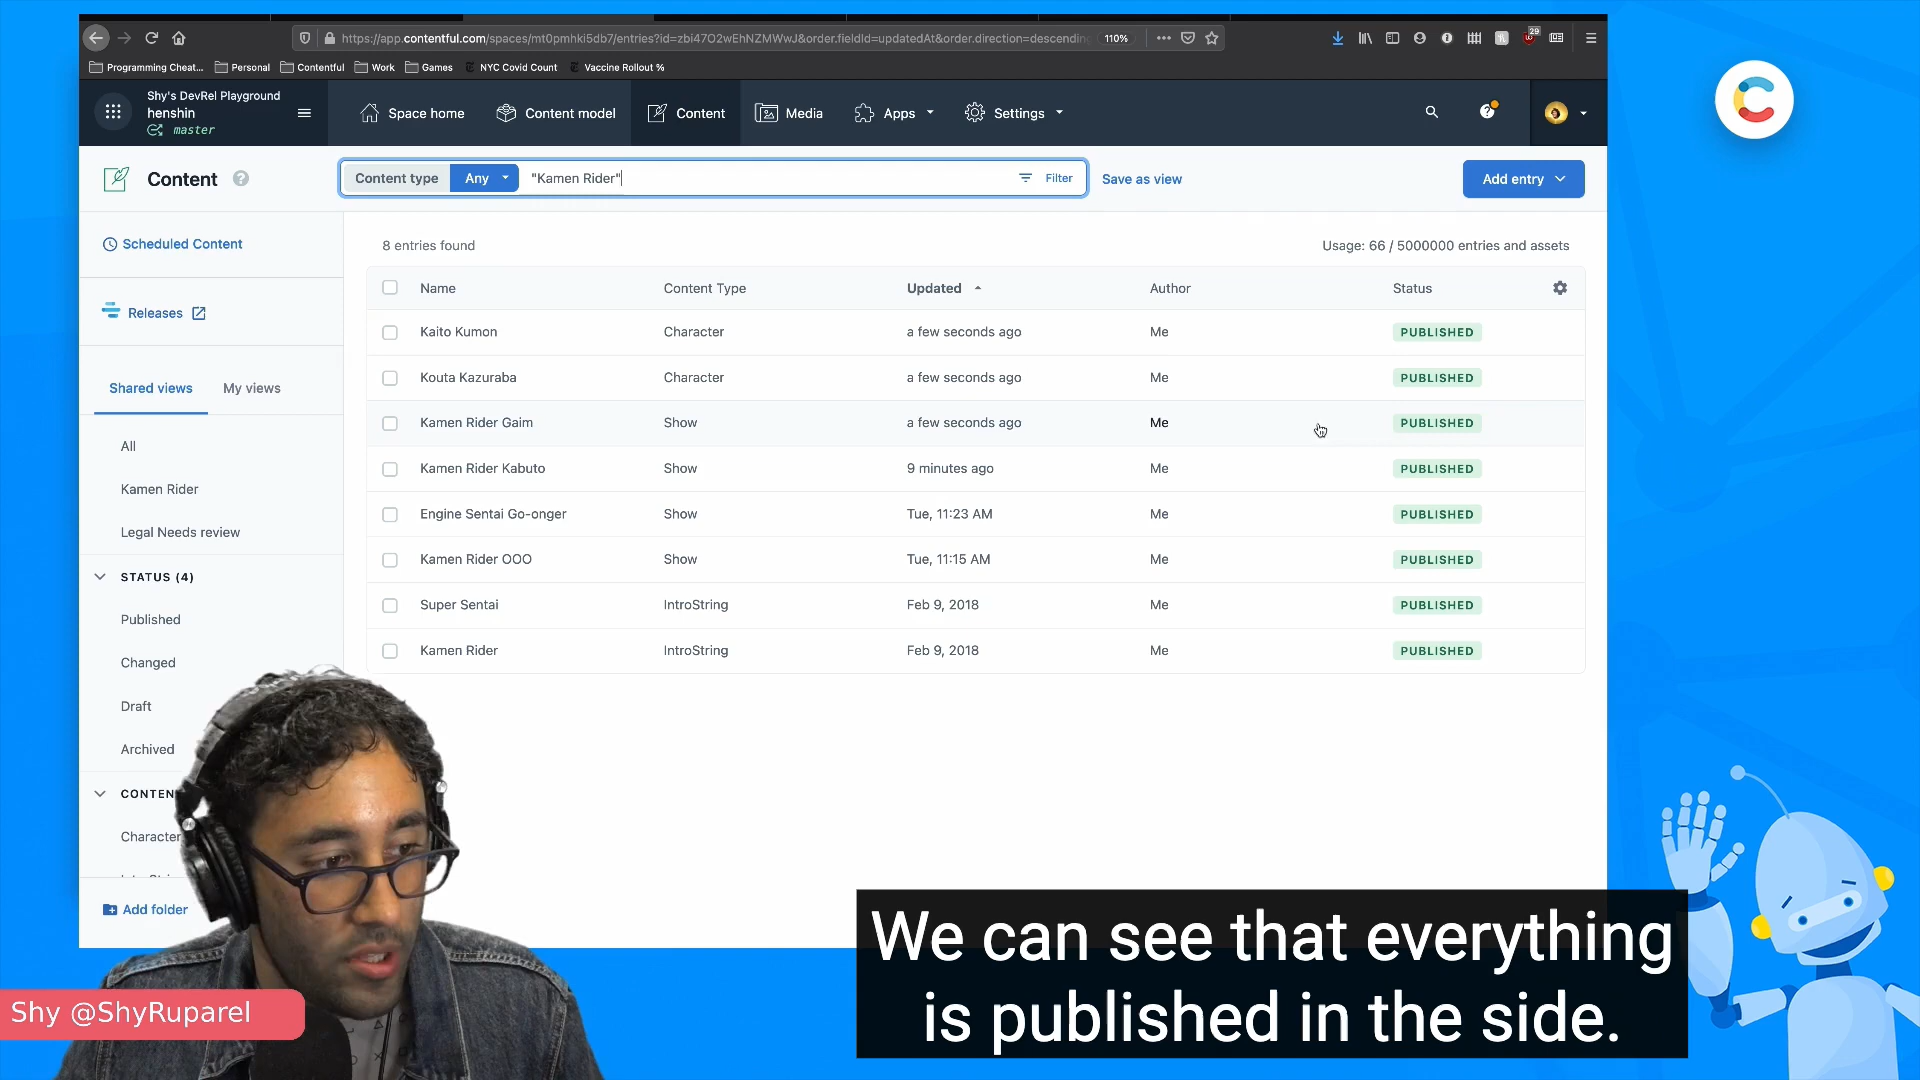 https://app.contentful.com/spaces/mt0pmhki5db7/entries?id=zbi47O2wEhNZMWwJ&order.fieldId=updatedAt&order.direction=descending
110%
29
Programming Cheat...
Personal
Contentful
Work
Games
NYC Covid Count
Vaccine Rollout %
Shy's DevRel Playground
henshin
master
Space home
Content model
Content
Media
Apps
Settings
Content
Content type
Any
"Kamen Rider"
Filter
Save as view
Add entry
Scheduled Content
Releases
Shared views
My views
All
Kamen Rider
Legal Needs review
STATUS (4)
Published
Changed
Draft
Archived
CONTEN
Character
Add folder
8 entries found
Usage: 66 / 5000000 entries and assets
Name Content Type Updated Author Status
Kaito Kumon Character a few seconds ago Me PUBLISHED
Kouta Kazuraba Character a few seconds ago Me PUBLISHED
Kamen Rider Gaim Show a few seconds ago Me PUBLISHED
Kamen Rider Kabuto Show 9 minutes ago Me PUBLISHED
Engine Sentai Go-onger Show Tue, 11:23 AM Me PUBLISHED
Kamen Rider OOO Show Tue, 11:15 AM Me PUBLISHED
Super Sentai IntroString Feb 9, 2018 Me PUBLISHED
Kamen Rider IntroString Feb 9, 2018 Me PUBLISHED
We can see that everything
is published in the side.
Shy @ShyRuparel